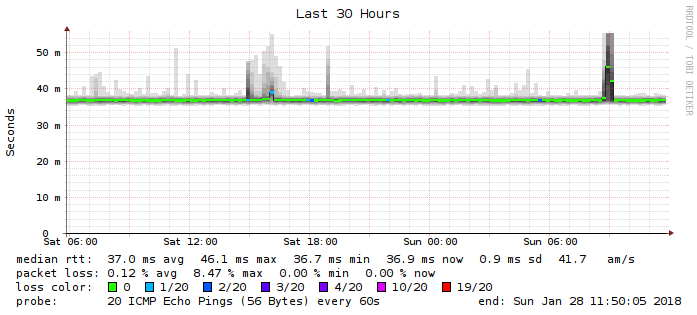 Last 30 Hours
RRDTOOL / TOBI OETIKER
Seconds
50 m
40 m
30 m
20 m
10 m
0
Sat 06:00 Sat 12:00 Sat 18:00 Sun 00:00 Sun 06:00
median rtt: 37.0 ms avg 46.1 ms max 36.7 ms min 36.9 ms now 0.9 ms sd 41.7 am/s
packet loss: 0.12 % avg 8.47 % max 0.00 % min 0.00 % now
loss color: 0 1/20 2/20 3/20 4/20 10/20 19/20
probe: 20 ICMP Echo Pings (56 Bytes) every 60s end: Sun Jan 28 11:50:05 2018